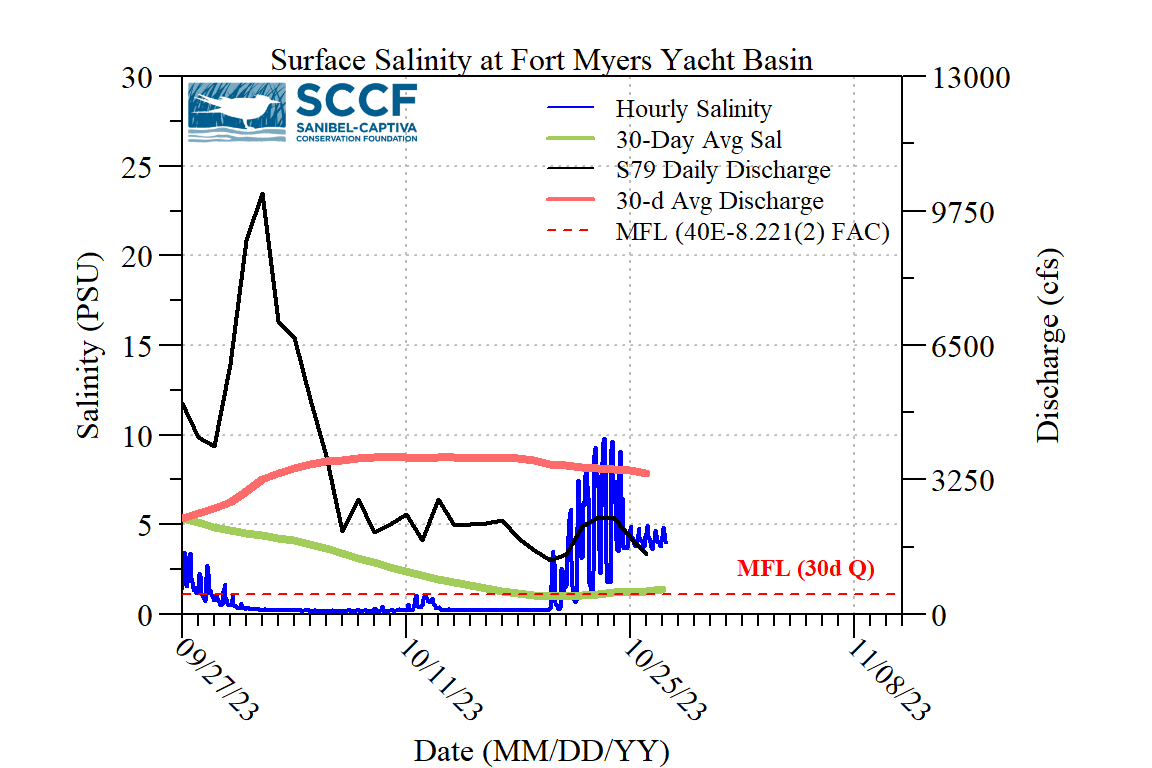 Surface Salinity at Fort Myers Yacht Basin
SCCF
SANIBEL-CAPTIVA
CONSERVATION FOUNDATION
Hourly Salinity
30-Day Avg Sal
S79 Daily Discharge
30-d Avg Discharge
MFL (40E-8.221(2) FAC)
30
25
20
15
10
5
0
Salinity (PSU)
13000
9750
6500
3250
0
Discharge (cfs)
MFL (30d Q)
09/27/23
10/11/23
10/25/23
11/08/23
Date (MM/DD/YY)